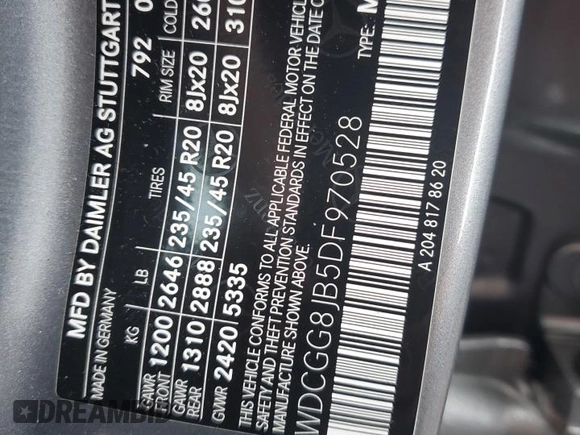 MFD BY DAIMLER AG STUTTGART
MADE IN GERMANY
792
KG LB TIRES RIM SIZE COLD
GAWR FRONT 1200 2646 235/45 R20 8Jx20
GAWR REAR 1310 2888 235/45 R20 8Jx20
GVWR 2420 5335
THIS VEHICLE CONFORMS TO ALL APPLICABLE FEDERAL MOTOR VEHICLE
SAFETY AND THEFT PREVENTION STANDARDS IN EFFECT ON THE DATE OF
MANUFACTURE SHOWN ABOVE.
WDCGG8JB5DF970528
TYPE:
A 204 817 86 20
DREAMBID